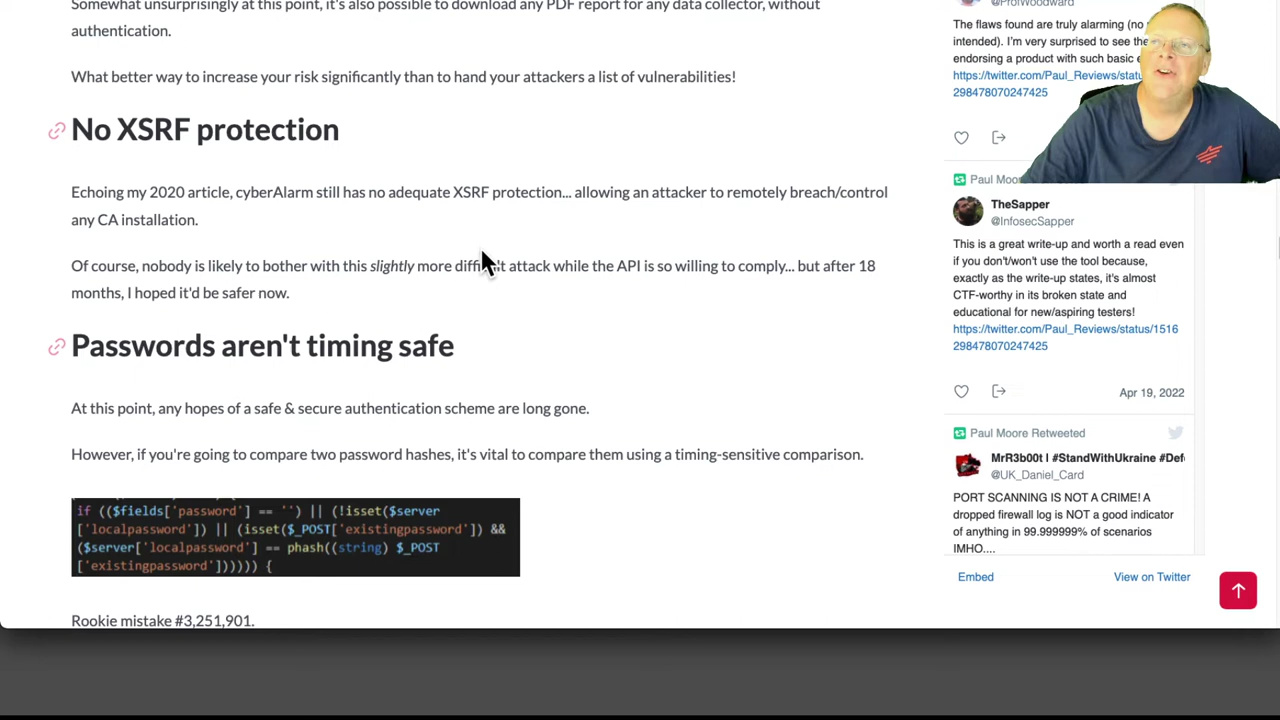 Somewhat unsurprisingly at this point, it's also possible to download any PDF report for any data collector, without
authentication.
What better way to increase your risk significantly than to hand your attackers a list of vulnerabilities!
No XSRF protection
Echoing my 2020 article, cyberAlarm still has no adequate XSRF protection... allowing an attacker to remotely breach/control
any CA installation.
Of course, nobody is likely to bother with this slightly more difficult attack while the API is so willing to comply... but after 18
months, I hoped it'd be safer now.
Passwords aren't timing safe
At this point, any hopes of a safe & secure authentication scheme are long gone.
However, if you're going to compare two password hashes, it's vital to compare them using a timing-sensitive comparison.
if (($fields['password'] == '') || (!isset($server
['localpassword']) || (isset($_POST['existingpassword']) &&
($server['localpassword'] == phash((string) $_POST
['existingpassword']))))) {
Rookie mistake #3,251,901.
@ProfWoodward
The flaws found are truly alarming (no
intended). I'm very surprised to see the
endorsing a product with such basic
https://twitter.com/Paul_Reviews/statu
298478070247425
Paul Moore
TheSapper
@InfosecSapper
This is a great write-up and worth a read even
if you don't/won't use the tool because,
exactly as the write-up states, it's almost
CTF-worthy in its broken state and
educational for new/aspiring testers!
https://twitter.com/Paul_Reviews/status/1516
298478070247425
Apr 19, 2022
Paul Moore Retweeted
MrR3b00t I #StandWithUkraine #Def
@UK_Daniel_Card
PORT SCANNING IS NOT A CRIME! A
dropped firewall log is NOT a good indicator
of anything in 99.999999% of scenarios
IMHO....
Embed
View on Twitter